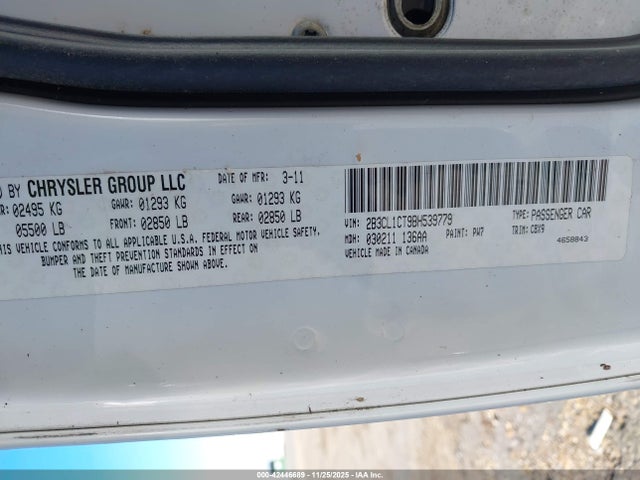 D BY CHRYSLER GROUP LLC DATE OF MFR: 3-11
R: 02495 KG GAWR: 01293 KG GAWR: 01293 KG
05500 LB FRONT: 02850 LB REAR: 02850 LB
THIS VEHICLE CONFORMS TO ALL APPLICABLE U.S.A. FEDERAL MOTOR VEHICLE SAFETY,
BUMPER AND THEFT PREVENTION STANDARDS IN EFFECT ON
THE DATE OF MANUFACTURE SHOWN ABOVE.
VIN: 2B3CL1CT9BH539779 TYPE: PASSENGER CAR
MDH: 030211 136AA PAINT: PW7 TRIM: CBX9
VEHICLE MADE IN CANADA 4658843
000-42446689 11/25/2025 © IAA Holdings, LLC